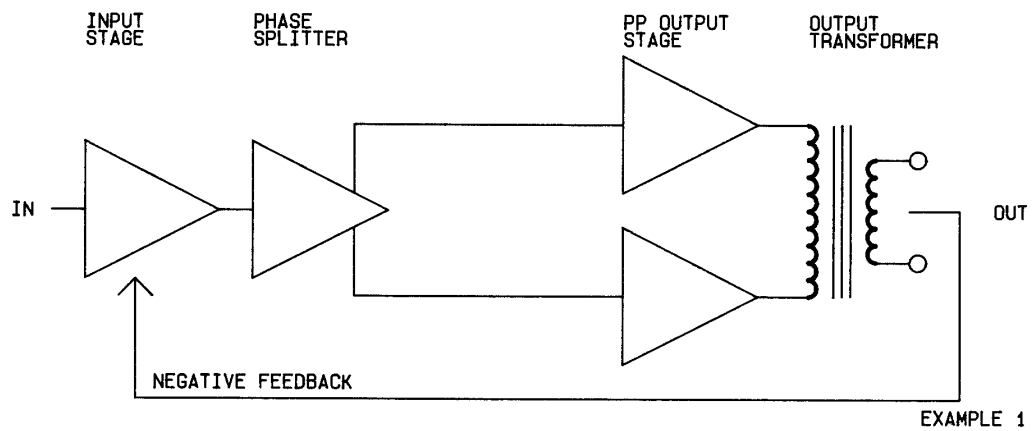 INPUT
STAGE
PHASE
SPLITTER
PP OUTPUT
STAGE
OUTPUT
TRANSFORMER
IN
OUT
NEGATIVE FEEDBACK
EXAMPLE 1